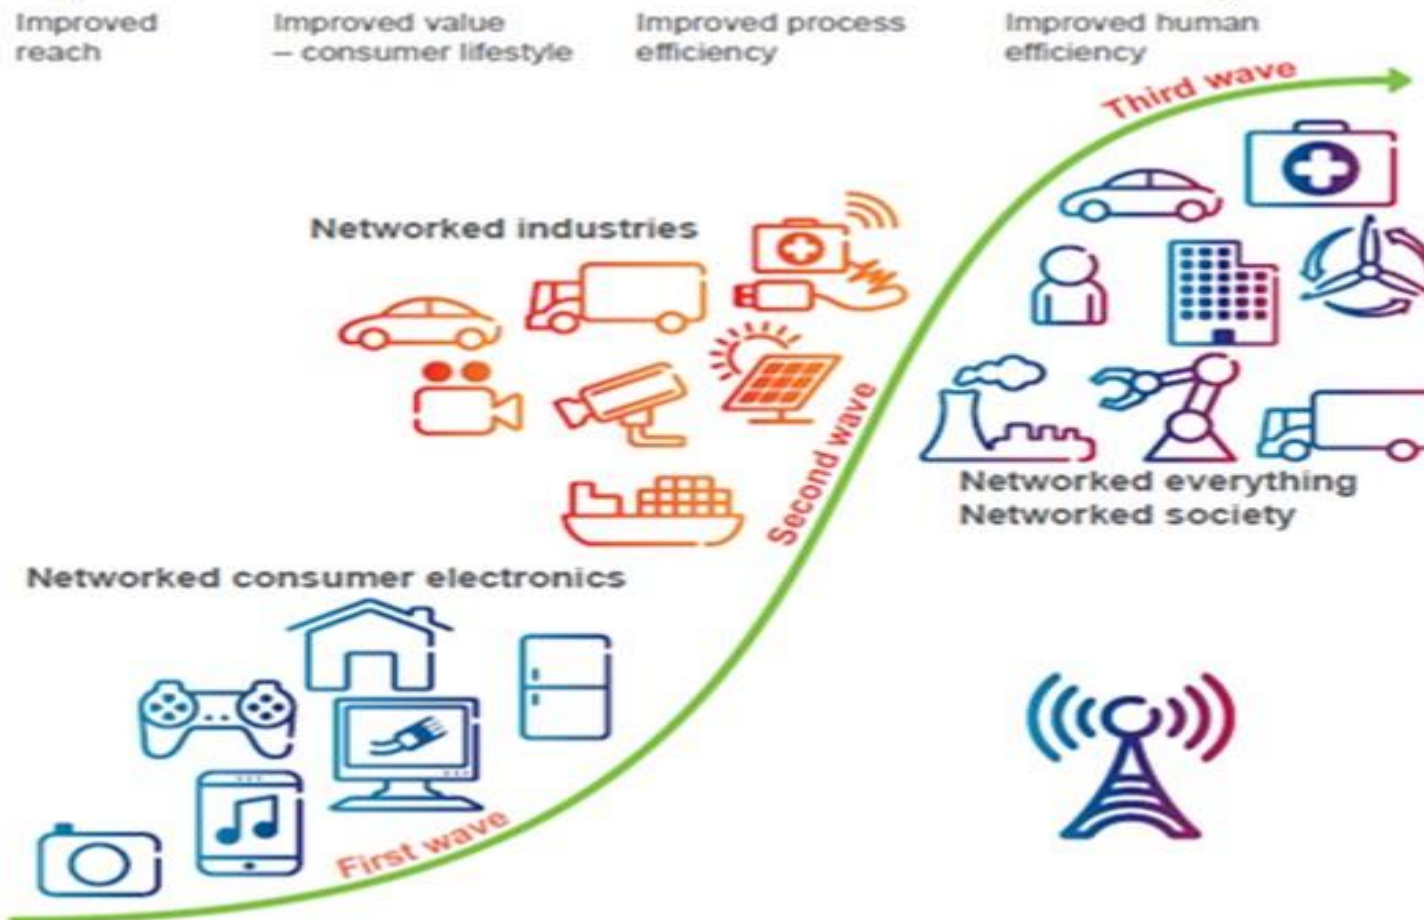 Improved
reach
Improved value
– consumer lifestyle
Improved process
efficiency
Improved human
efficiency
Third wave
Networked industries
Second wave
Networked everything
Networked society
Networked consumer electronics
First wave